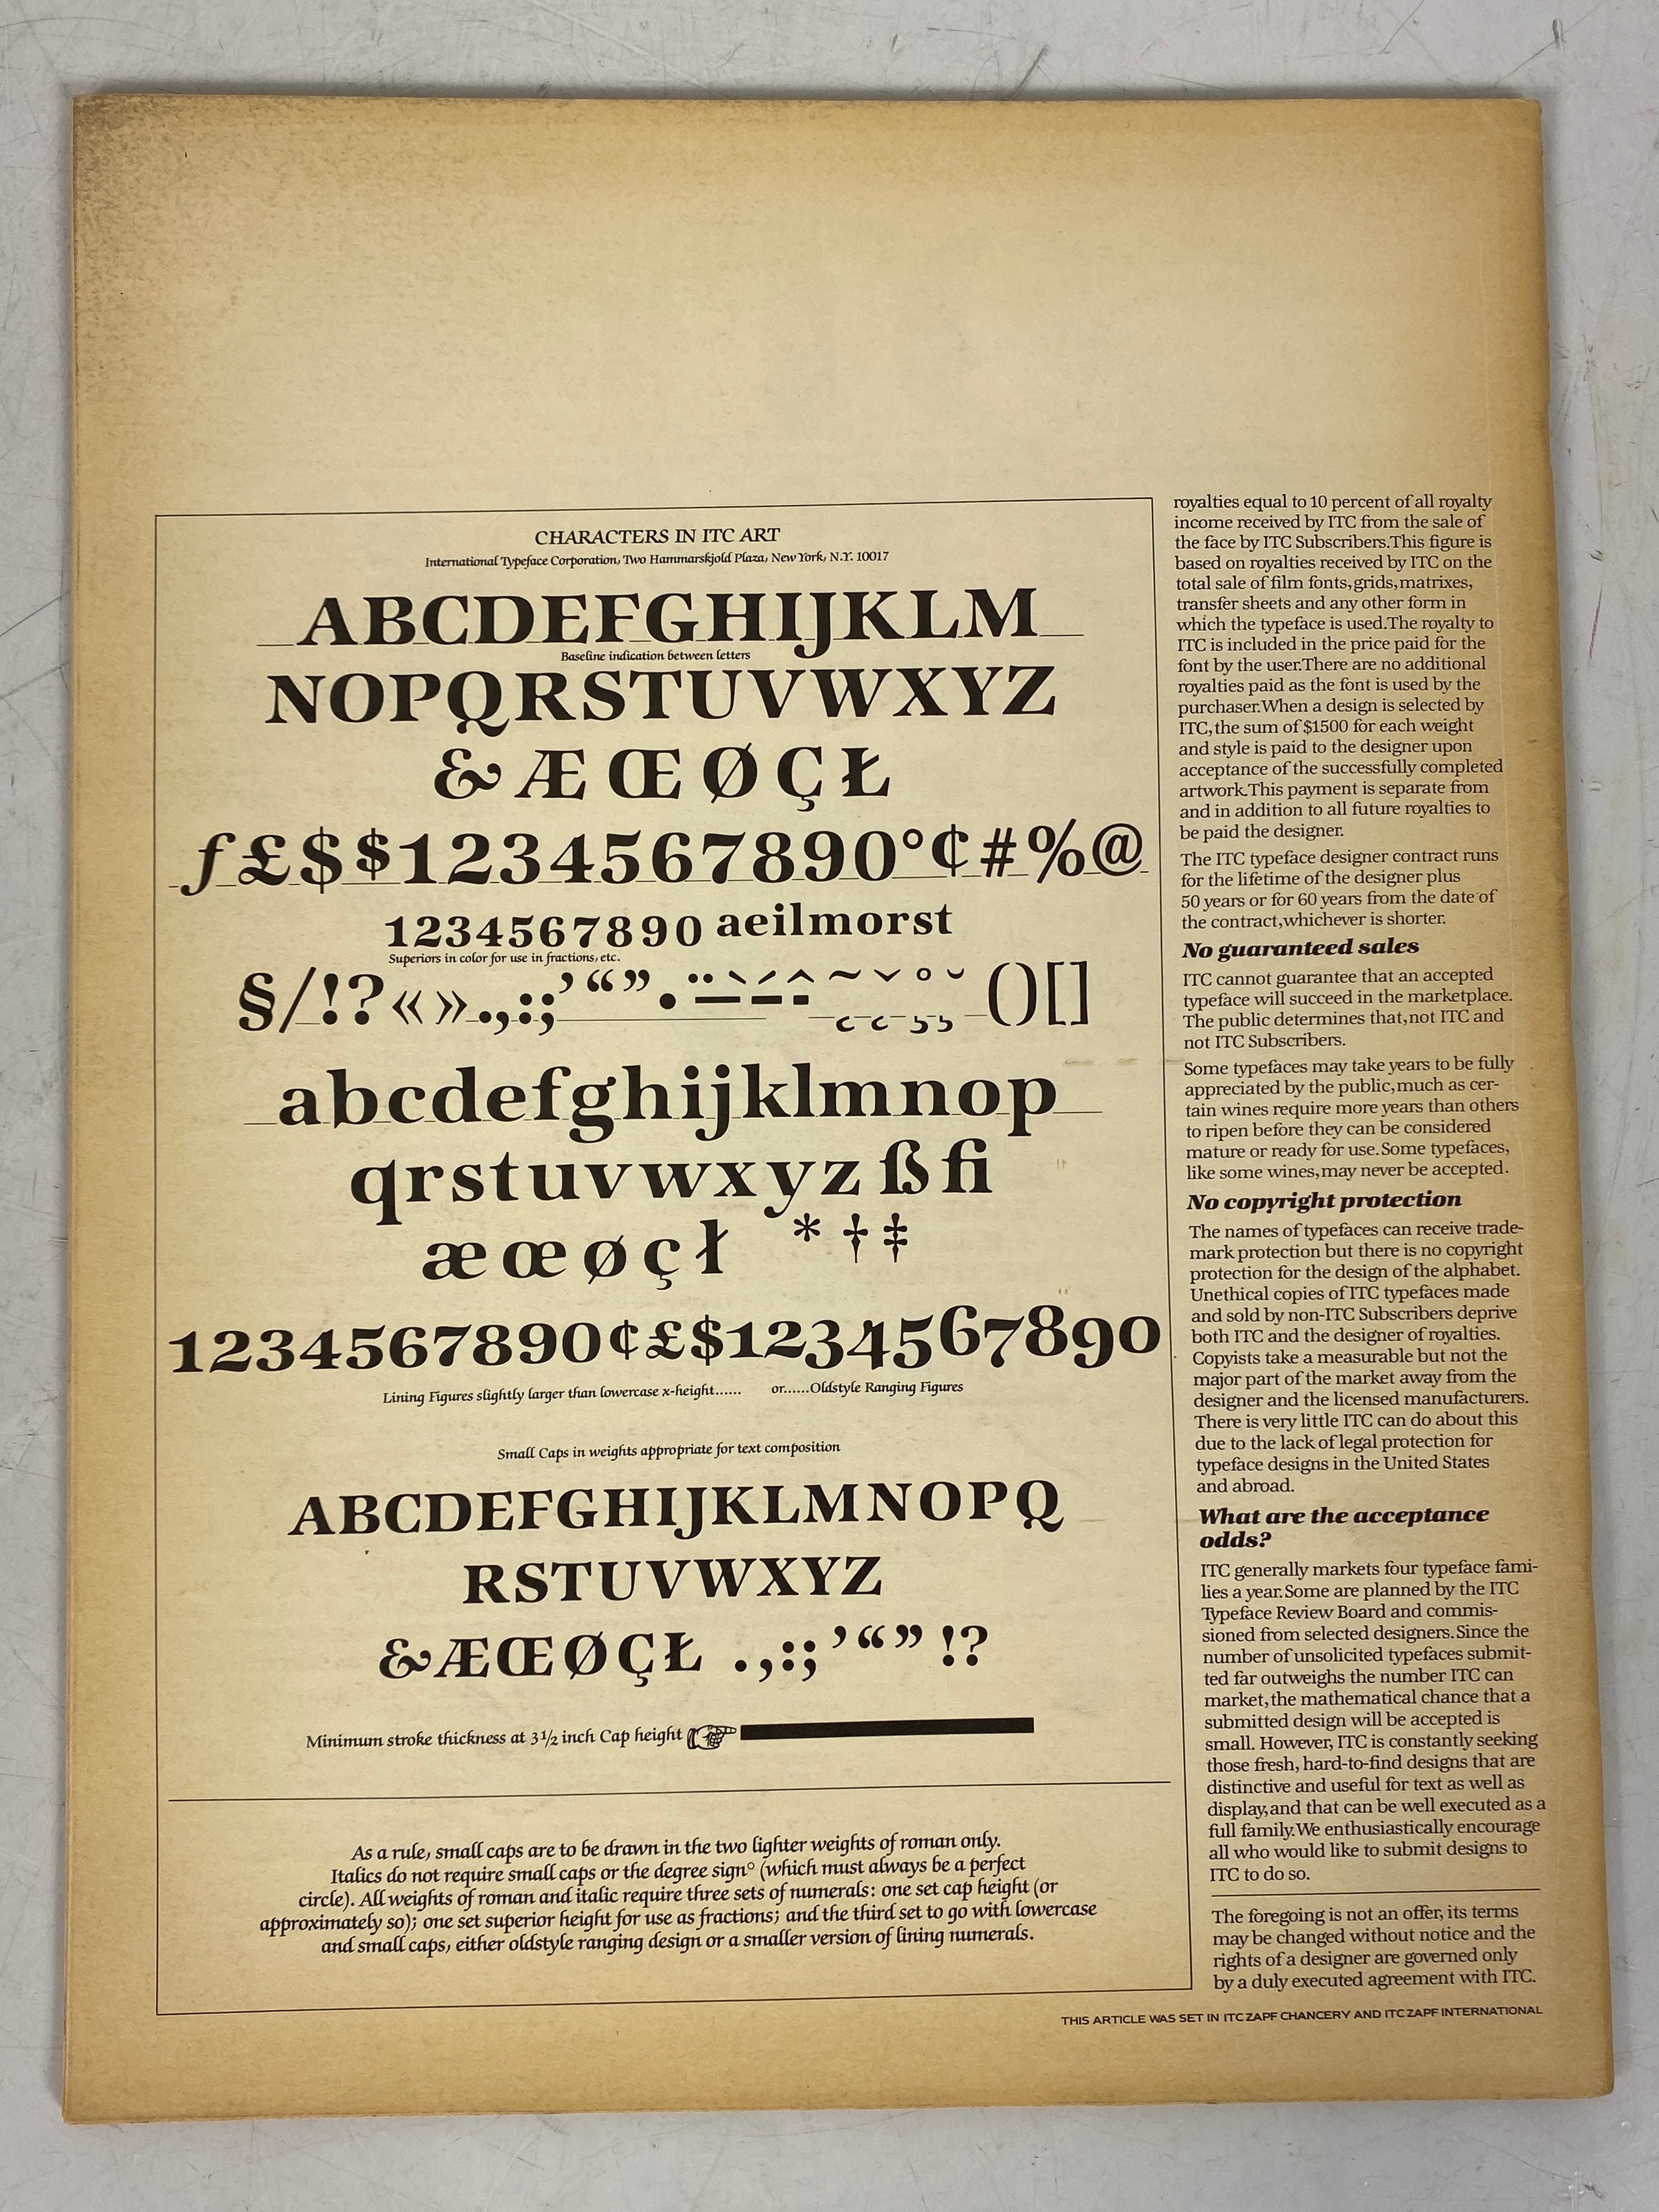 CHARACTERS IN ITC ART
International Typeface Corporation, Two Hammarskjold Plaza, New York, N.Y. 10017
ABCDEFGHIJKLM
Baseline indication between letters
NOPQRSTUVWXYZ
& Æ Œ Ø Ç Ł
ƒ£$$1234567890°¢#%@
1234567890 aeilmorst
Superiors in color for use in fractions, etc.
§/!?«».,:;’“”•¨—`–´-ˆ˜ˇ˚˘()[]
abcdefghijklmnop
qrstuvwxyz ß fi
æ œ ø ç ł * † ‡
1234567890¢£$1234567890
Lining Figures slightly larger than lowercase x-height...... or......Oldstyle Ranging Figures
Small Caps in weights appropriate for text composition
ABCDEFGHIJKLMNOPQ
RSTUVWXYZ
&ÆŒØÇŁ .,:;’“” !?
Minimum stroke thickness at 3½ inch Cap height
As a rule, small caps are to be drawn in the two lighter weights of roman only.
Italics do not require small caps or the degree sign° (which must always be a perfect
circle). All weights of roman and italic require three sets of numerals: one set cap height (or
approximately so); one set superior height for use as fractions; and the third set to go with lowercase
and small caps, either oldstyle ranging design or a smaller version of lining numerals.
royalties equal to 10 percent of all royalty
income received by ITC from the sale of
the face by ITC Subscribers.This figure is
based on royalties received by ITC on the
total sale of film fonts,grids,matrixes,
transfer sheets and any other form in
which the typeface is used.The royalty to
ITC is included in the price paid for the
font by the user.There are no additional
royalties paid as the font is used by the
purchaser.When a design is selected by
ITC,the sum of $1500 for each weight
and style is paid to the designer upon
acceptance of the successfully completed
artwork.This payment is separate from
and in addition to all future royalties to
be paid the designer.
The ITC typeface designer contract runs
for the lifetime of the designer plus
50 years or for 60 years from the date of
the contract,whichever is shorter.
No guaranteed sales
ITC cannot guarantee that an accepted
typeface will succeed in the marketplace.
The public determines that,not ITC and
not ITC Subscribers.
Some typefaces may take years to be fully
appreciated by the public,much as cer-
tain wines require more years than others
to ripen before they can be considered
mature or ready for use.Some typefaces,
like some wines,may never be accepted.
No copyright protection
The names of typefaces can receive trade-
mark protection but there is no copyright
protection for the design of the alphabet.
Unethical copies of ITC typefaces made
and sold by non-ITC Subscribers deprive
both ITC and the designer of royalties.
Copyists take a measurable but not the
major part of the market away from the
designer and the licensed manufacturers.
There is very little ITC can do about this
due to the lack of legal protection for
typeface designs in the United States
and abroad.
What are the acceptance
odds?
ITC generally markets four typeface fami-
lies a year.Some are planned by the ITC
Typeface Review Board and commis-
sioned from selected designers.Since the
number of unsolicited typefaces submit-
ted far outweighs the number ITC can
market,the mathematical chance that a
submitted design will be accepted is
small. However, ITC is constantly seeking
those fresh, hard-to-find designs that are
distinctive and useful for text as well as
display,and that can be well executed as a
full family.We enthusiastically encourage
all who would like to submit designs to
ITC to do so.
The foregoing is not an offer, its terms
may be changed without notice and the
rights of a designer are governed only
by a duly executed agreement with ITC.
THIS ARTICLE WAS SET IN ITC ZAPF CHANCERY AND ITC ZAPF INTERNATIONAL